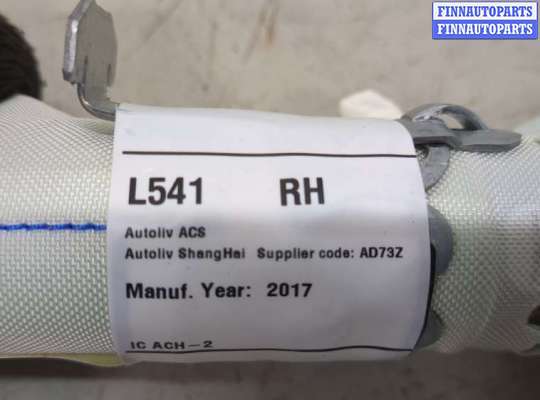 FINNAUTOPARTS
FINNAUTOPARTS
L541 RH
Autoliv ACS
Autoliv ShangHai Supplier code: AD73Z
Manuf. Year: 2017
IC ACH-2